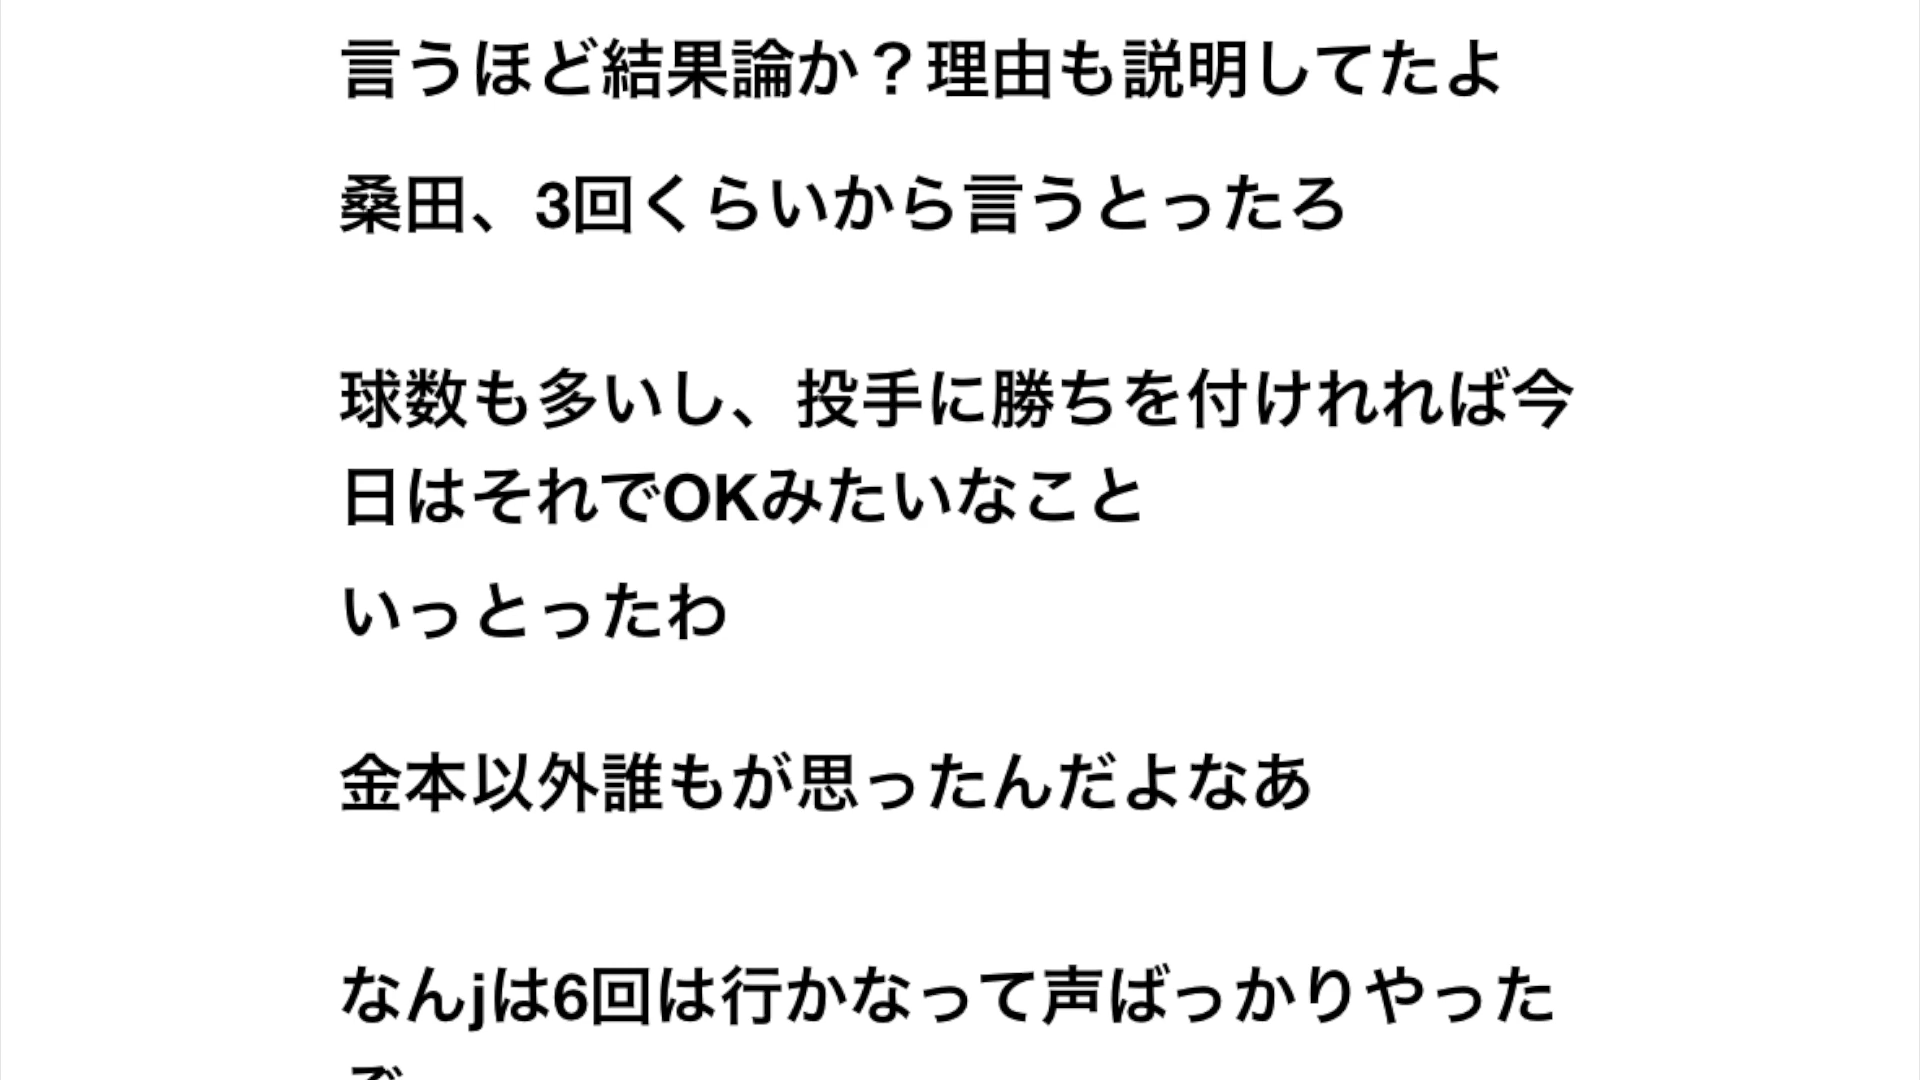 言うほど結果論か？理由も説明してたよ
桑田、3回くらいから言うとったろ
球数も多いし、投手に勝ちを付けれれば今
日はそれでOKみたいなこと
いっとったわ
金本以外誰もが思ったんだよなあ
なんjは6回は行かなって声ばっかりやった
ぞ